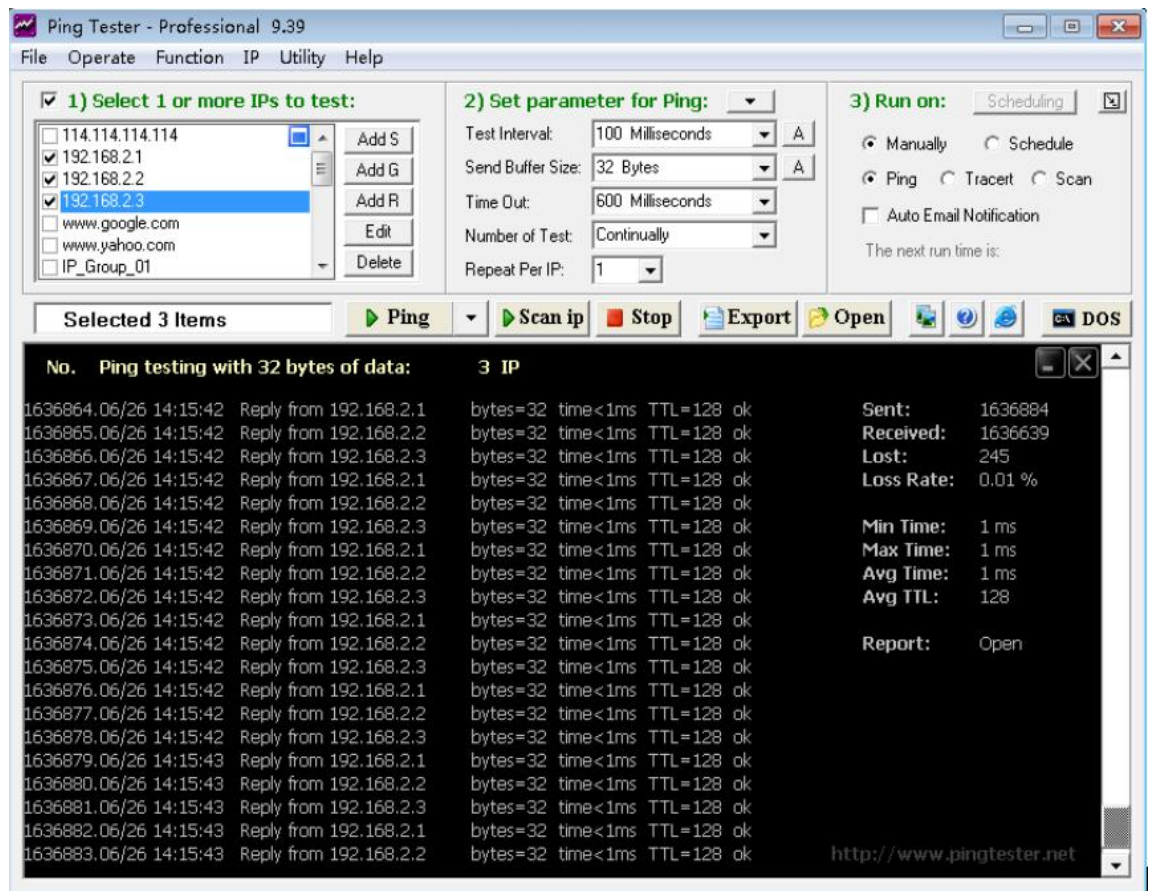 Ping Tester - Professional 9.39
File Operate Function IP Utility Help
1) Select 1 or more IPs to test:
114.114.114.114
192.168.2.1
192.168.2.2
192.168.2.3
www.google.com
www.yahoo.com
IP_Group_01
Add S
Add G
Add R
Edit
Delete
2) Set parameter for Ping:
Test Interval: 100 Milliseconds A
Send Buffer Size: 32 Bytes A
Time Out: 600 Milliseconds
Number of Test: Continually
Repeat Per IP: 1
3) Run on: Scheduling
Manually Schedule
Ping Tracert Scan
Auto Email Notification
The next run time is:
Selected 3 Items Ping Scan ip Stop Export Open DOS
No. Ping testing with 32 bytes of data: 3 IP
1636864.06/26 14:15:42 Reply from 192.168.2.1 bytes=32 time<1ms TTL=128 ok
1636865.06/26 14:15:42 Reply from 192.168.2.2 bytes=32 time<1ms TTL=128 ok
1636866.06/26 14:15:42 Reply from 192.168.2.3 bytes=32 time<1ms TTL=128 ok
1636867.06/26 14:15:42 Reply from 192.168.2.1 bytes=32 time<1ms TTL=128 ok
1636868.06/26 14:15:42 Reply from 192.168.2.2 bytes=32 time<1ms TTL=128 ok
1636869.06/26 14:15:42 Reply from 192.168.2.3 bytes=32 time<1ms TTL=128 ok
1636870.06/26 14:15:42 Reply from 192.168.2.1 bytes=32 time<1ms TTL=128 ok
1636871.06/26 14:15:42 Reply from 192.168.2.2 bytes=32 time<1ms TTL=128 ok
1636872.06/26 14:15:42 Reply from 192.168.2.3 bytes=32 time<1ms TTL=128 ok
1636873.06/26 14:15:42 Reply from 192.168.2.1 bytes=32 time<1ms TTL=128 ok
1636874.06/26 14:15:42 Reply from 192.168.2.2 bytes=32 time<1ms TTL=128 ok
1636875.06/26 14:15:42 Reply from 192.168.2.3 bytes=32 time<1ms TTL=128 ok
1636876.06/26 14:15:42 Reply from 192.168.2.1 bytes=32 time<1ms TTL=128 ok
1636877.06/26 14:15:42 Reply from 192.168.2.2 bytes=32 time<1ms TTL=128 ok
1636878.06/26 14:15:42 Reply from 192.168.2.3 bytes=32 time<1ms TTL=128 ok
1636879.06/26 14:15:43 Reply from 192.168.2.1 bytes=32 time<1ms TTL=128 ok
1636880.06/26 14:15:43 Reply from 192.168.2.2 bytes=32 time<1ms TTL=128 ok
1636881.06/26 14:15:43 Reply from 192.168.2.3 bytes=32 time<1ms TTL=128 ok
1636882.06/26 14:15:43 Reply from 192.168.2.1 bytes=32 time<1ms TTL=128 ok
1636883.06/26 14:15:43 Reply from 192.168.2.2 bytes=32 time<1ms TTL=128 ok
Sent: 1636884
Received: 1636639
Lost: 245
Loss Rate: 0.01 %
Min Time: 1 ms
Max Time: 1 ms
Avg Time: 1 ms
Avg TTL: 128
Report: Open
http://www.pingtester.net